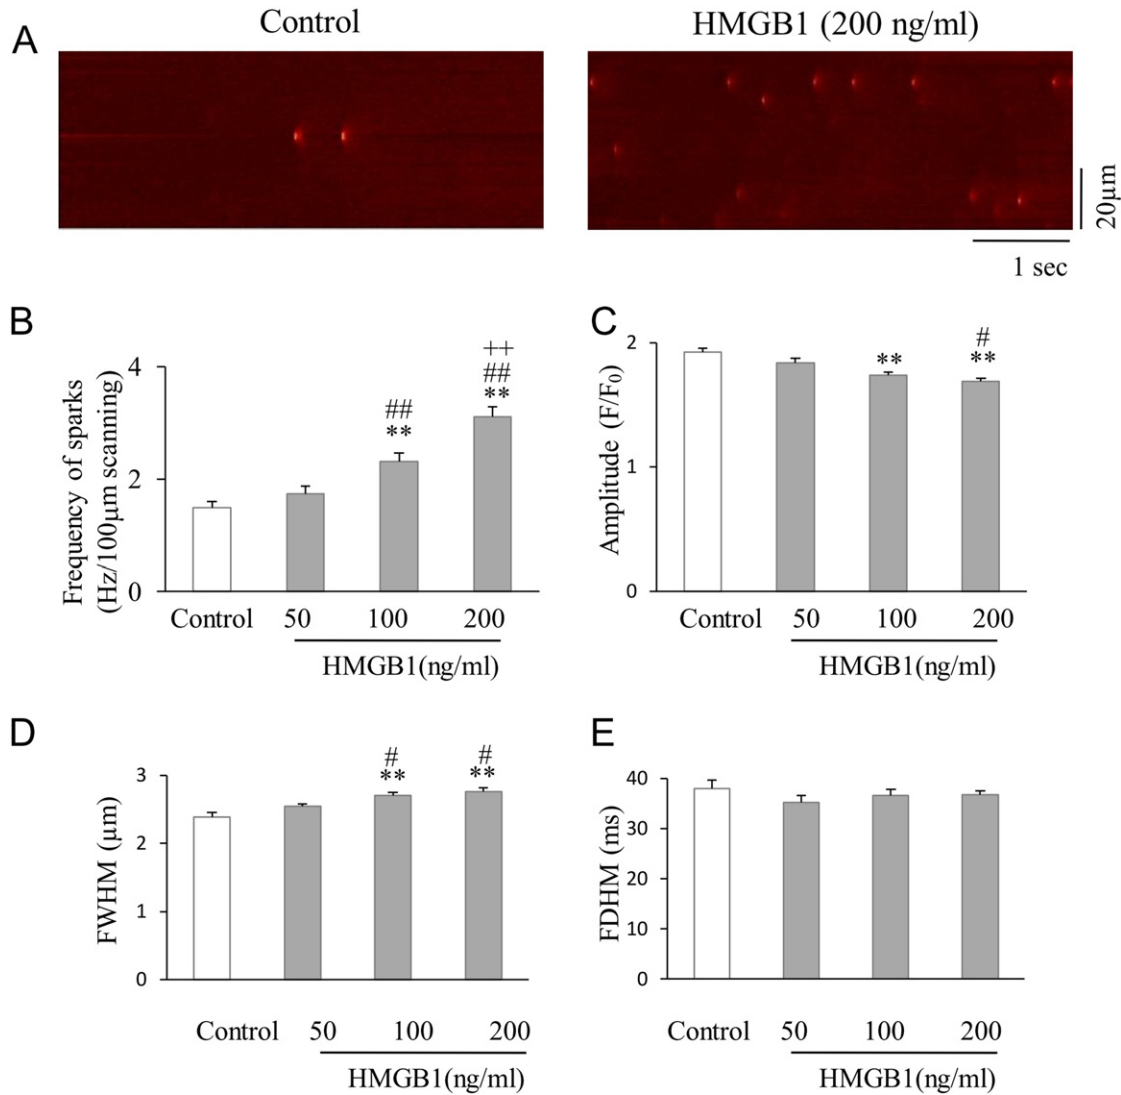 A
Control
HMGB1 (200 ng/ml)
20μm
1 sec
B
Frequency of sparks
(Hz/100μm scanning)
4
2
0
++
##
**
##
**
Control
50
100
200
HMGB1(ng/ml)
C
Amplitude (F/F₀)
2
1
0
**
#
**
Control
50
100
200
HMGB1(ng/ml)
D
FWHM (μm)
3
2
1
0
#
**
#
**
Control
50
100
200
HMGB1(ng/ml)
E
FDHM (ms)
40
30
20
10
0
Control
50
100
200
HMGB1(ng/ml)